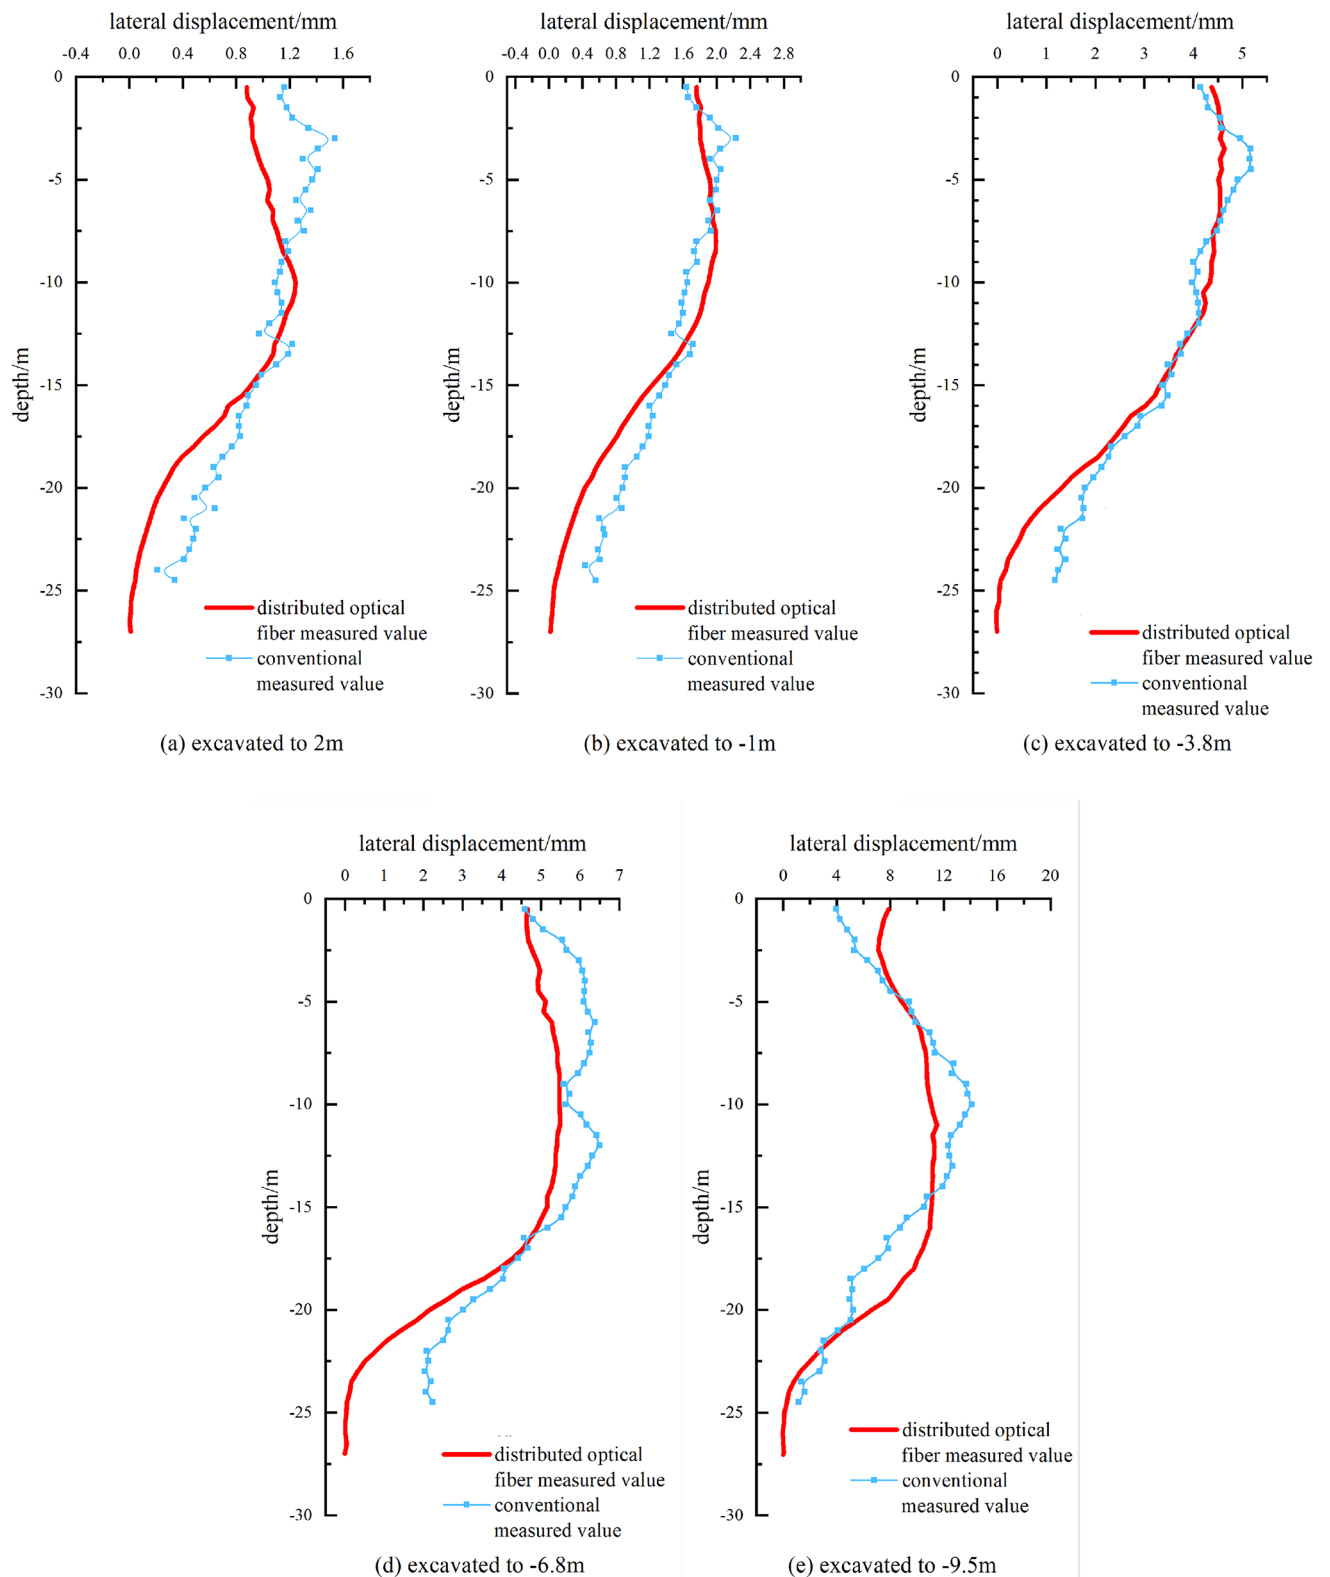 lateral displacement/mm
-0.4 0.0 0.4 0.8 1.2 1.6
0
-5
-10
-15
-20
-25
-30
depth/m
distributed optical
fiber measured value
conventional
measured value
(a) excavated to 2m
lateral displacement/mm
-0.4 0.0 0.4 0.8 1.2 1.6 2.0 2.4 2.8
0
-5
-10
-15
-20
-25
-30
depth/m
distributed optical
fiber measured value
conventional
measured value
(b) excavated to -1m
lateral displacement/mm
0 1 2 3 4 5
0
-5
-10
-15
-20
-25
-30
depth/m
distributed optical
fiber measured value
conventional
measured value
(c) excavated to -3.8m
lateral displacement/mm
0 1 2 3 4 5 6 7
0
-5
-10
-15
-20
-25
-30
depth/m
distributed optical
fiber measured value
conventional
measured value
(d) excavated to -6.8m
lateral displacement/mm
0 4 8 12 16 20
0
-5
-10
-15
-20
-25
-30
depth/m
distributed optical
fiber measured value
conventional
measured value
(e) excavated to -9.5m